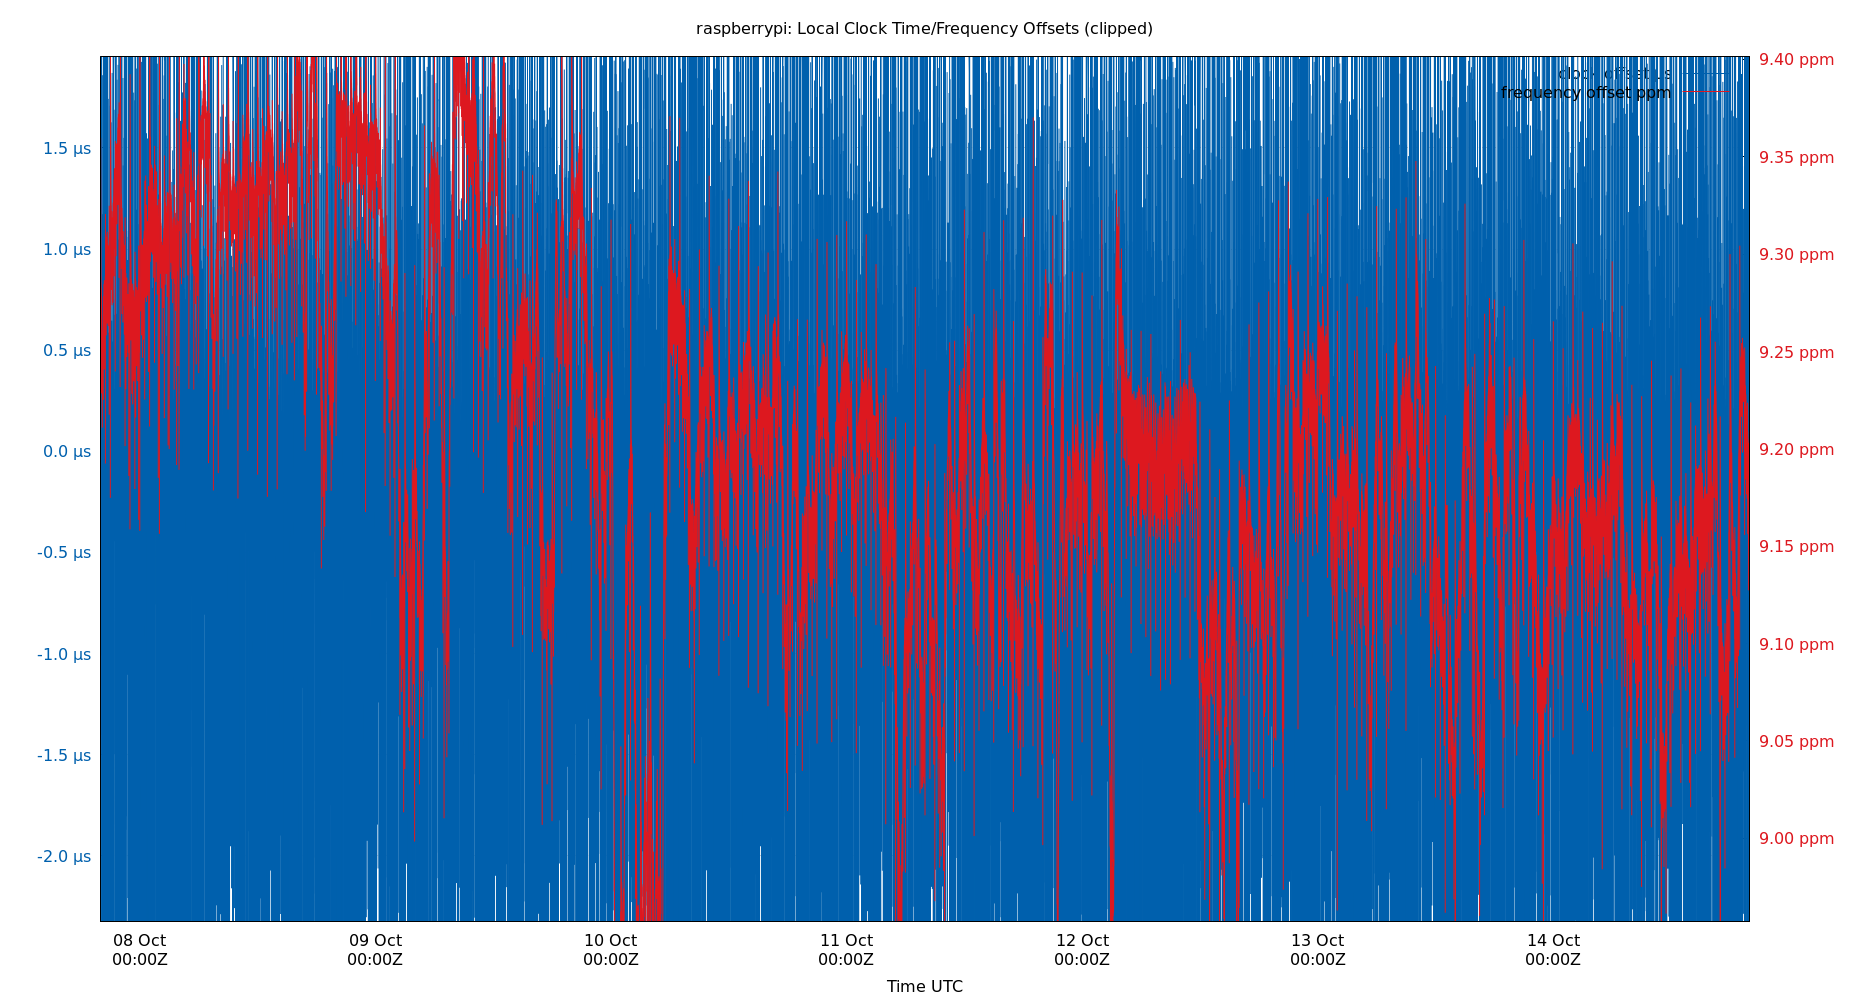 raspberrypi: Local Clock Time/Frequency Offsets (clipped)
clock offset µs
frequency offset ppm
1.5 µs
1.0 µs
0.5 µs
0.0 µs
-0.5 µs
-1.0 µs
-1.5 µs
-2.0 µs
9.40 ppm
9.35 ppm
9.30 ppm
9.25 ppm
9.20 ppm
9.15 ppm
9.10 ppm
9.05 ppm
9.00 ppm
08 Oct
00:00Z
09 Oct
00:00Z
10 Oct
00:00Z
11 Oct
00:00Z
12 Oct
00:00Z
13 Oct
00:00Z
14 Oct
00:00Z
Time UTC